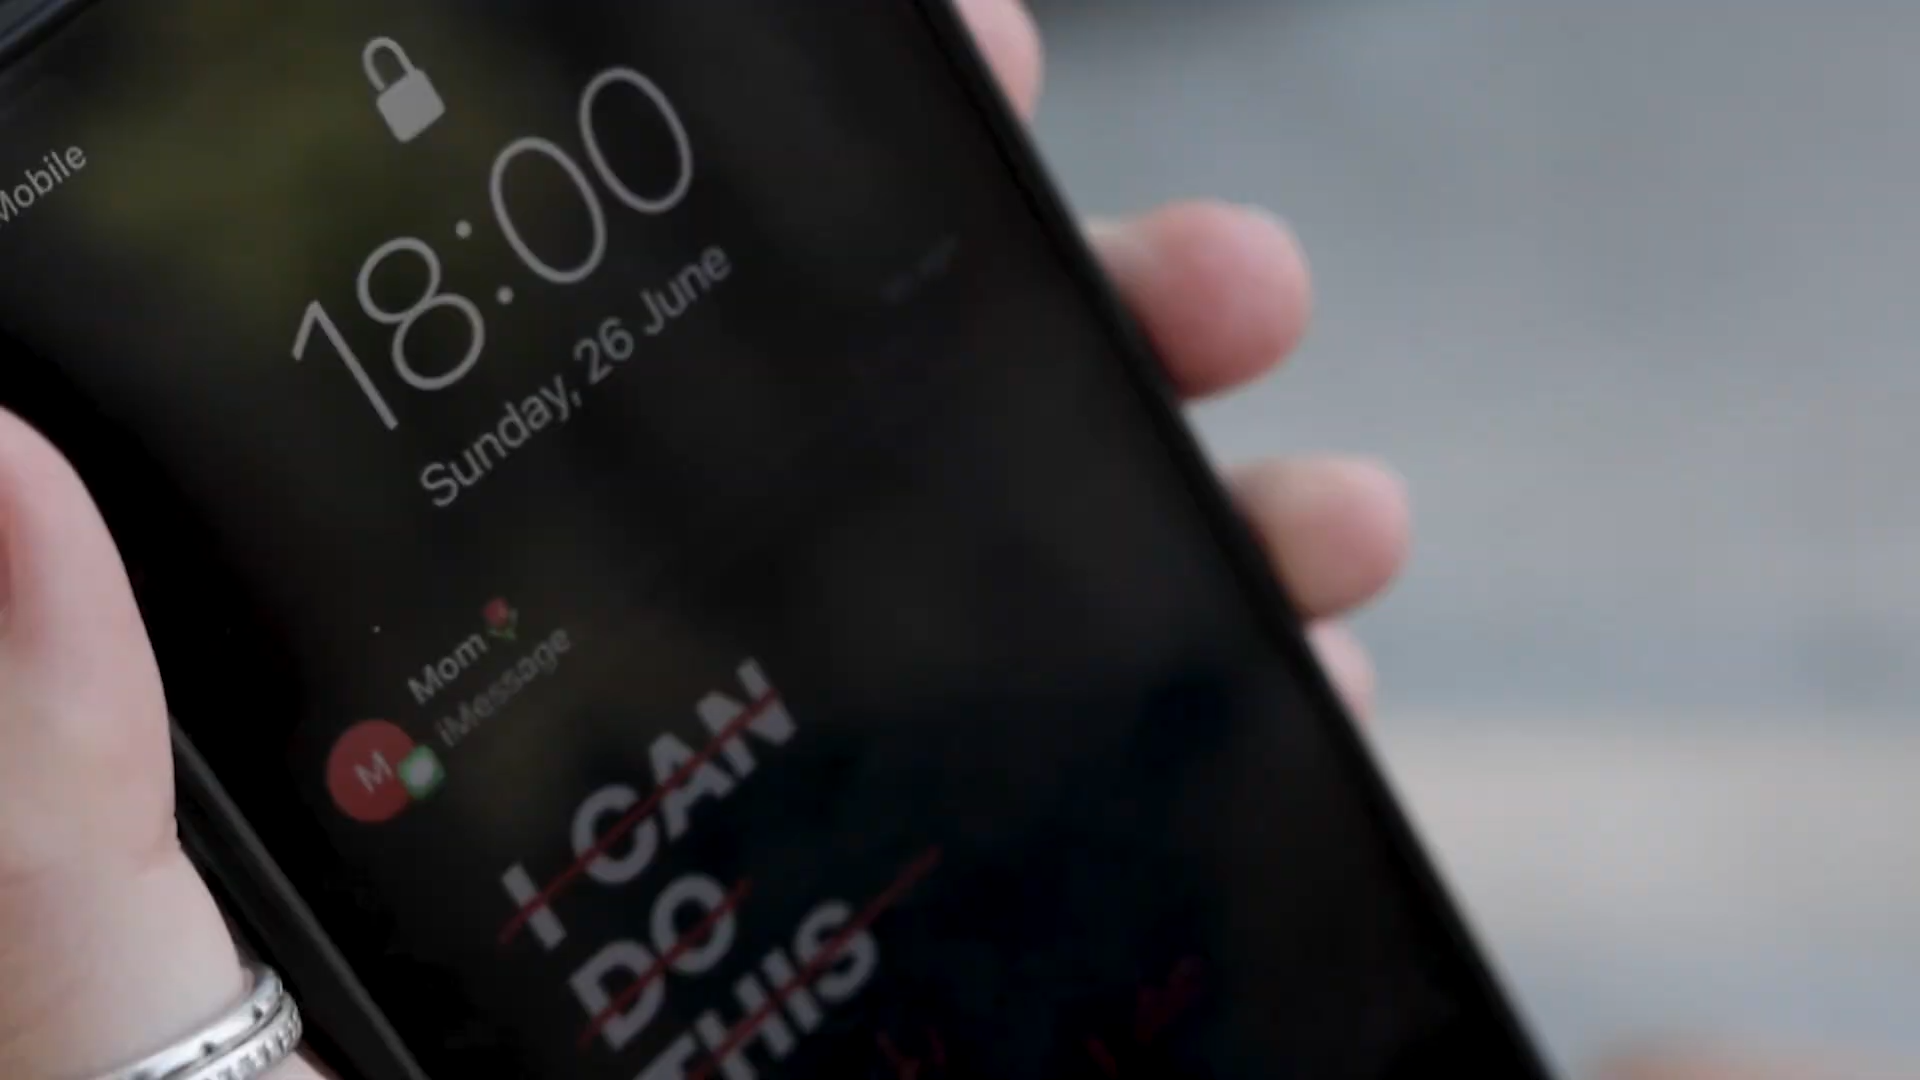 Mobile
18:00
Sunday, 26 June
Mom
iMessage
M
I CAN
DO
THIS